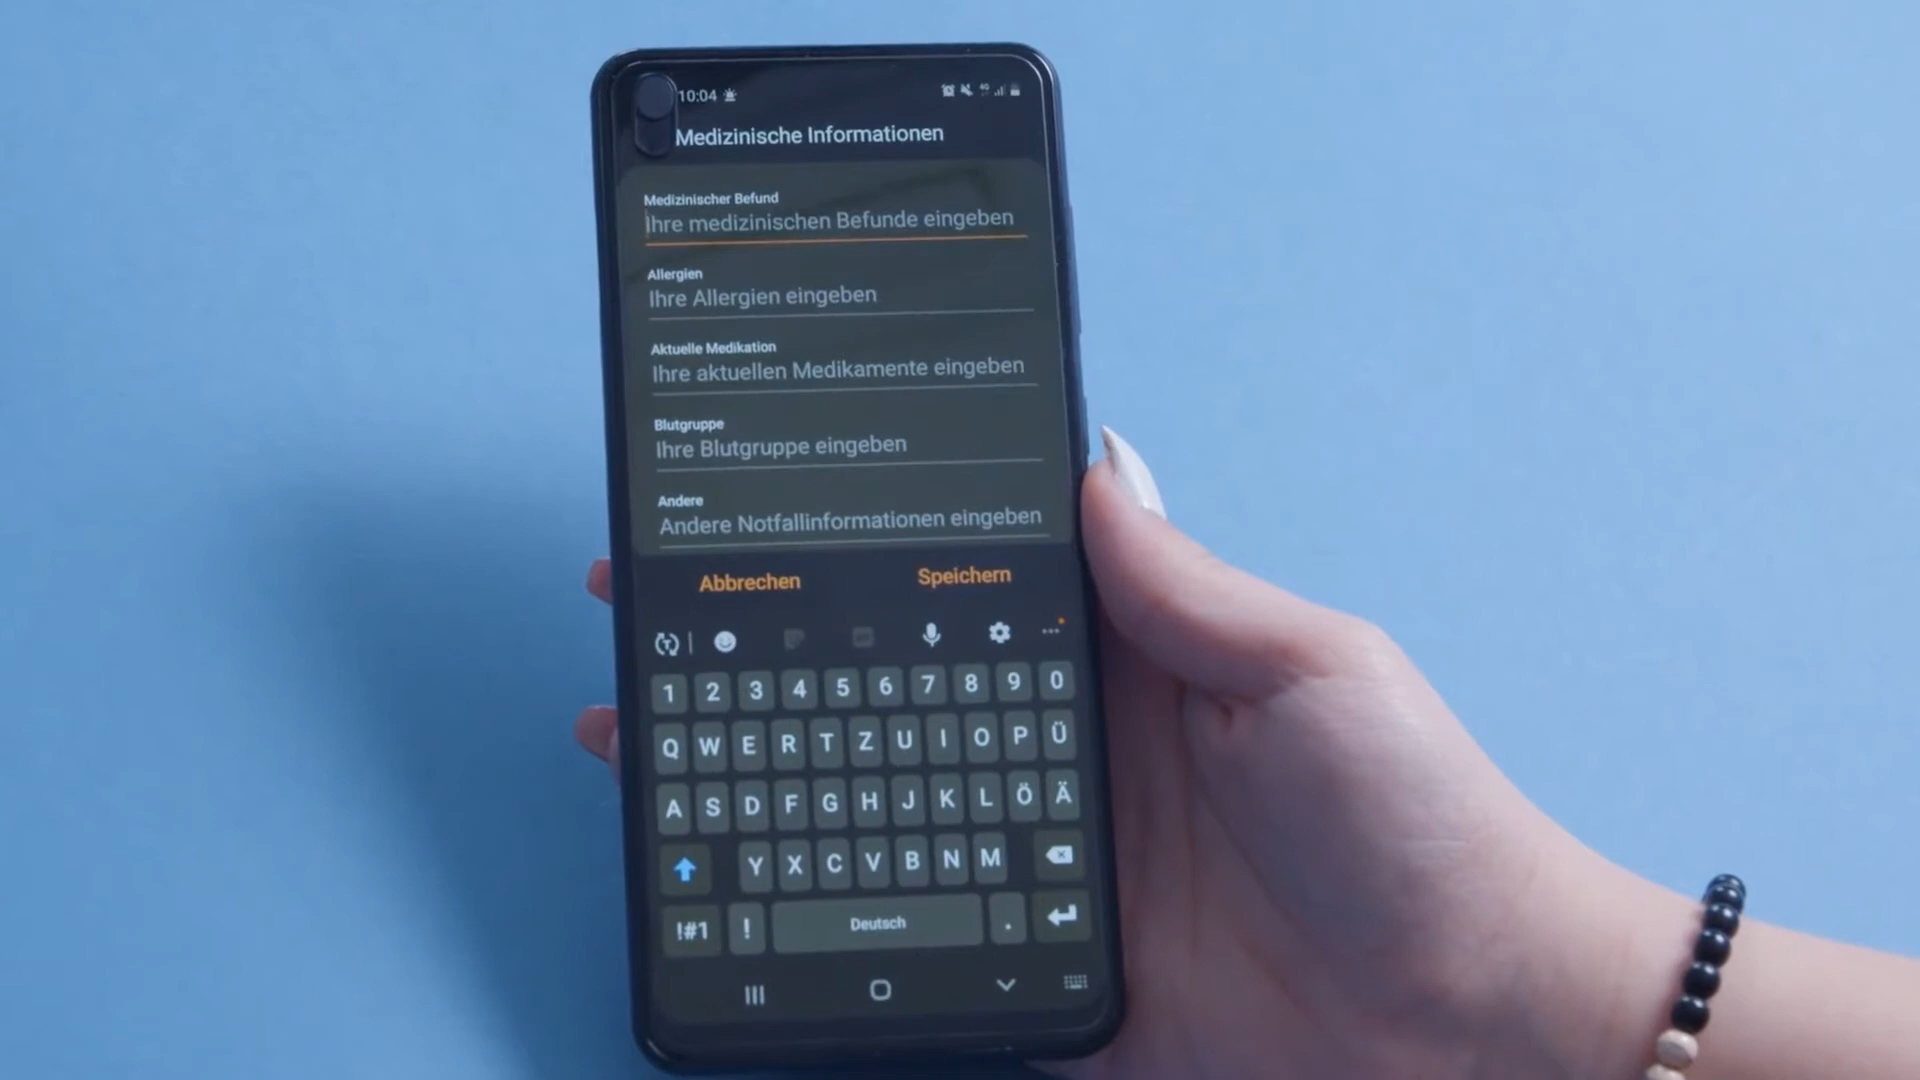 10:04
Medizinische Informationen
Medizinischer Befund
Ihre medizinischen Befunde eingeben
Allergien
Ihre Allergien eingeben
Aktuelle Medikation
Ihre aktuellen Medikamente eingeben
Blutgruppe
Ihre Blutgruppe eingeben
Andere
Andere Notfallinformationen eingeben
Abbrechen Speichern
1 2 3 4 5 6 7 8 9 0
Q W E R T Z U I O P Ü
A S D F G H J K L Ö Ä
Y X C V B N M
!#1 ! Deutsch .